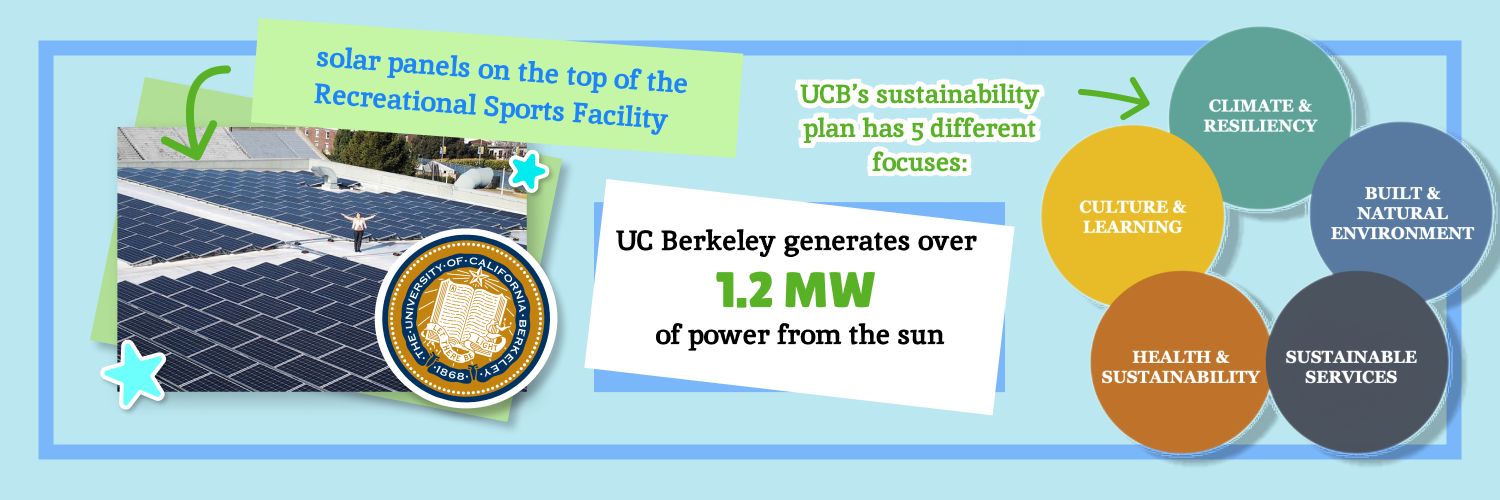 solar panels on the top of the
Recreational Sports Facility
THE·UNIVERSITY·OF·CALIFORNIA·BERKELEY·
·1868·
LET THERE BE LIGHT
UC Berkeley generates over
1.2 MW
of power from the sun
UCB's sustainability
plan has 5 different
focuses:
CLIMATE &
RESILIENCY
CULTURE &
LEARNING
BUILT &
NATURAL
ENVIRONMENT
HEALTH &
SUSTAINABILITY
SUSTAINABLE
SERVICES